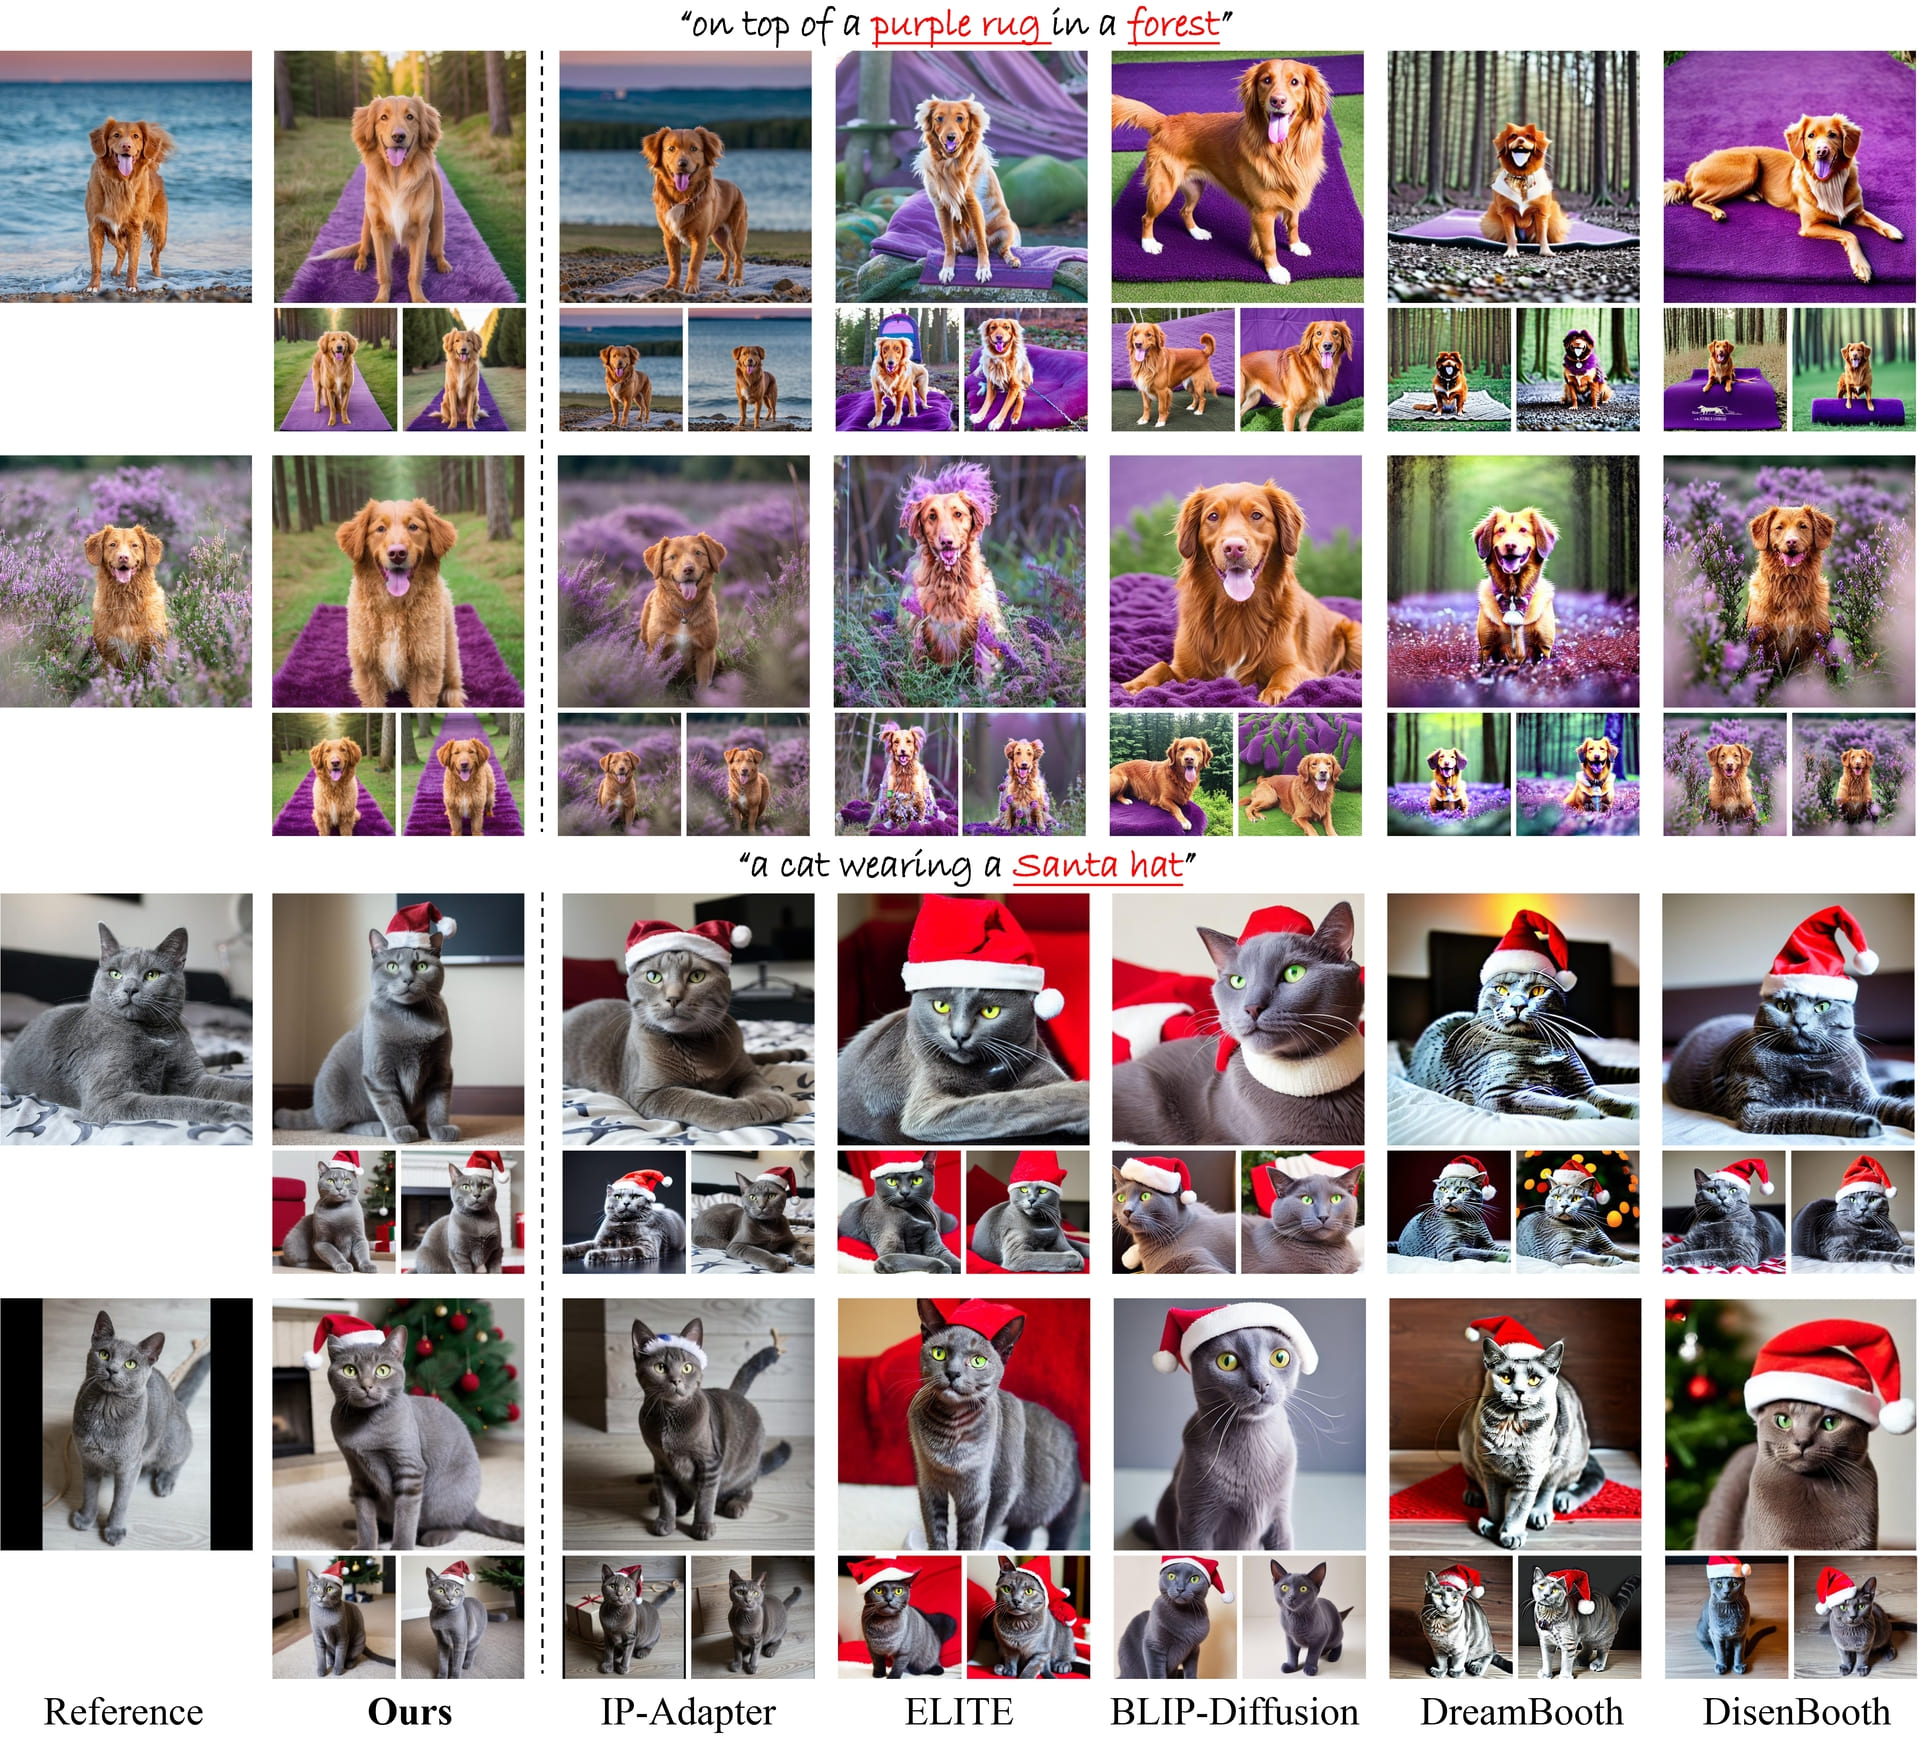 “on top of a purple rug in a forest”
“a cat wearing a Santa hat”
Reference Ours IP-Adapter ELITE BLIP-Diffusion DreamBooth DisenBooth